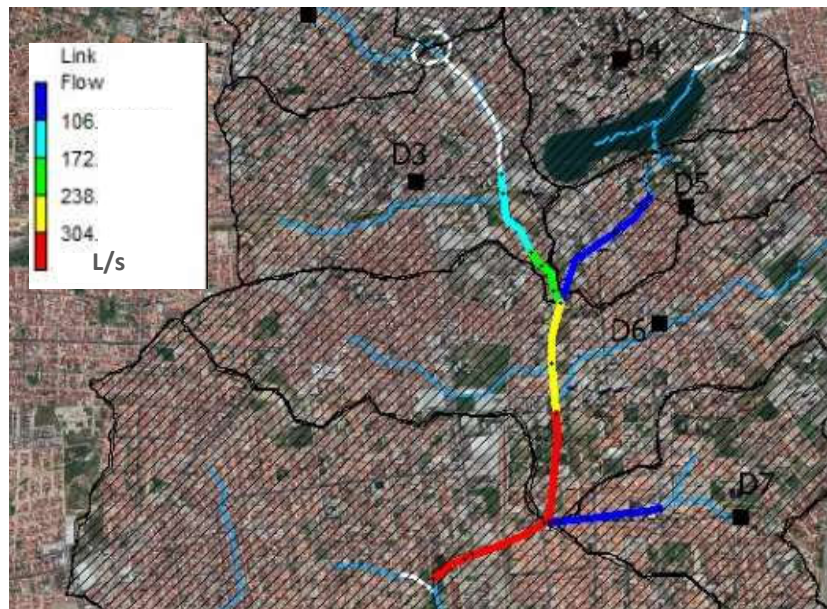 Link
Flow
106.
172.
238.
304.
L/s
D4
D3
D5
D6
D7